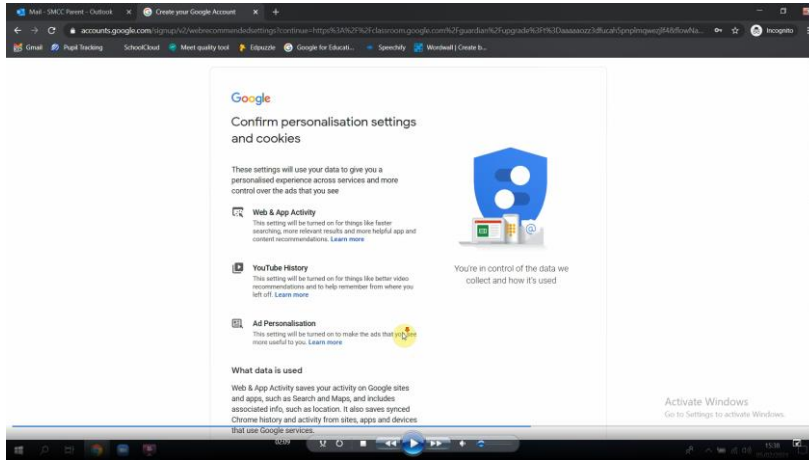 Mail - SMCC Parent - Outlook
Create your Google Account
accounts.google.com/signup/v2/webrecommendedsettings?continue=https%3A%2F%2Fclassroom.google.com%2Fguardian%2Fupgrade%3Ft%3D
Incognito
Gmail Pupil Tracking SchoolCloud Meet quality tool Edpuzzle Google for Educati... Speechify Wordwall | Create b...
Google
Confirm personalisation settings
and cookies
These settings will use your data to give you a
personalised experience across services and more
control over the ads that you see
Web & App Activity
This setting will be turned on for things like faster
searching, more relevant results and more helpful app and
content recommendations. Learn more
YouTube History
This setting will be turned on for things like better video
recommendations and to help remember from where you
left off. Learn more
Ad Personalisation
This setting will be turned on to make the ads that you see
more useful to you. Learn more
What data is used
Web & App Activity saves your activity on Google sites
and apps, such as Search and Maps, and includes
associated info, such as location. It also saves synced
Chrome history and activity from sites, apps and devices
that use Google services.
You're in control of the data we
collect and how it's used
Activate Windows
Go to Settings to activate Windows.
02:09
15:38